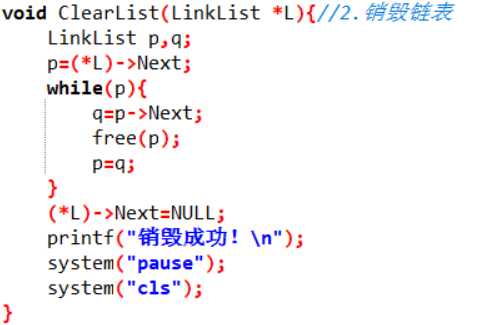 void ClearList(LinkList *L){//2.销毁链表
    LinkList p,q;
    p=(*L)->Next;
    while(p){
        q=p->Next;
        free(p);
        p=q;
    }
    (*L)->Next=NULL;
    printf("销毁成功！\n");
    system("pause");
    system("cls");
}